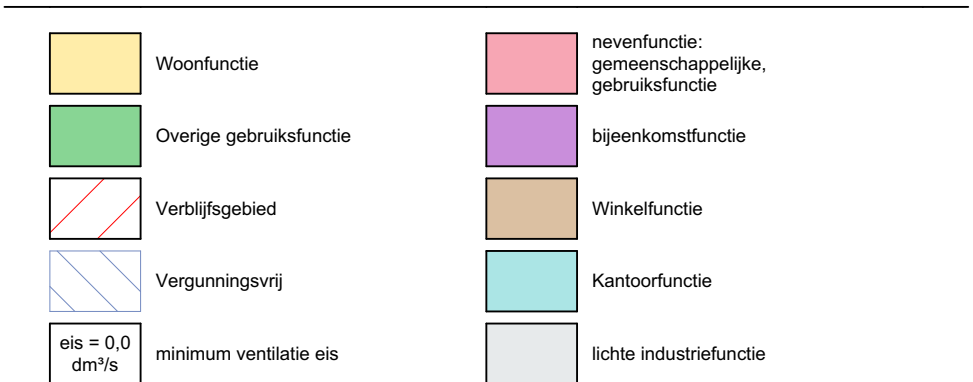 Woonfunctie
nevenfunctie:
gemeenschappelijke,
gebruiksfunctie
Overige gebruiksfunctie
bijeenkomstfunctie
Verblijfsgebied
Winkelfunctie
Vergunningsvrij
Kantoorfunctie
eis = 0,0
dm³/s
minimum ventilatie eis
lichte industriefunctie